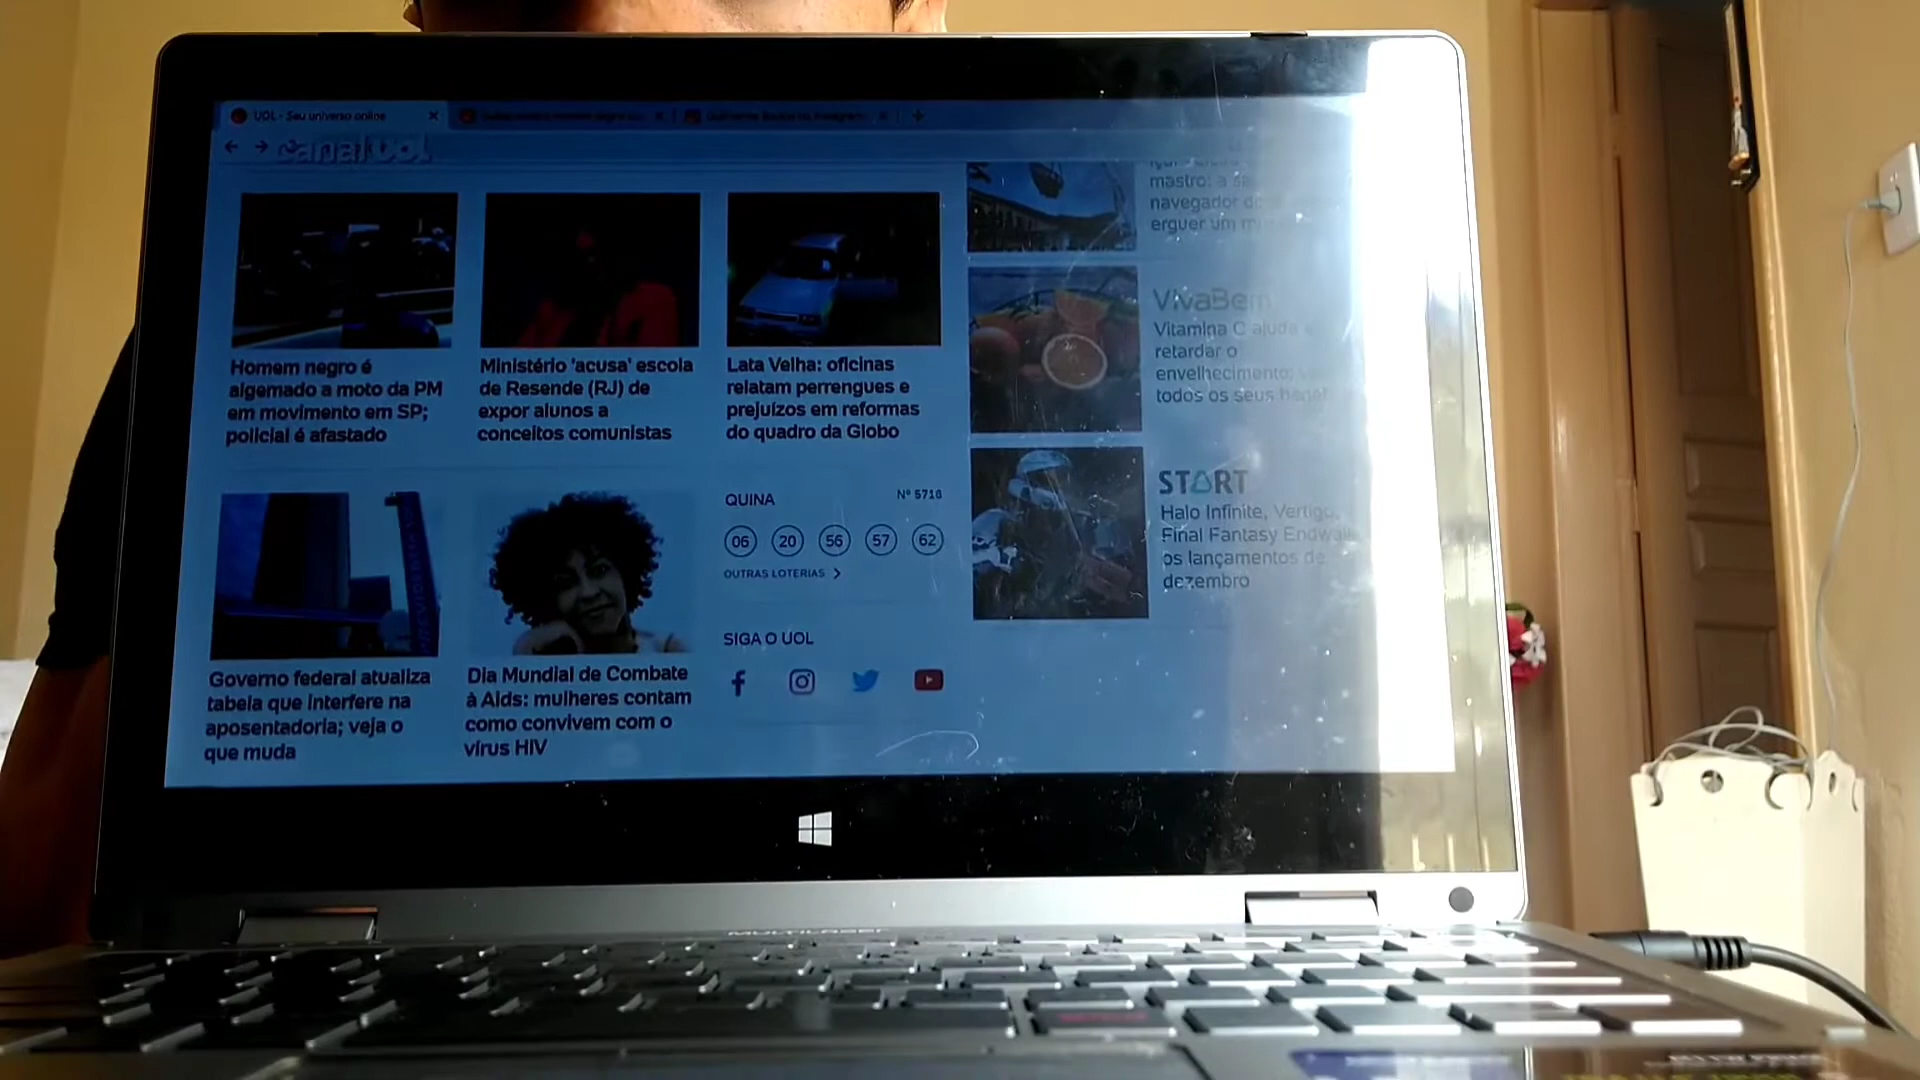 UOL - Seu universo online
canal UOL
Homem negro é
algemado a moto da PM
em movimento em SP;
policial é afastado
Ministério 'acusa' escola
de Resende (RJ) de
expor alunos a
conceitos comunistas
Lata Velha: oficinas
relatam perrengues e
prejuízos em reformas
do quadro da Globo
mastro: a
navegador
erguer um
VivaBem
Vitamina C ajuda
retardar o
envelhecimento;
todos os seus
START
Halo Infinite, Vertigo,
Final Fantasy
os lançamentos de
dezembro
Governo federal atualiza
tabela que interfere na
aposentadoria; veja o
que muda
Dia Mundial de Combate
à Aids: mulheres contam
como convivem com o
vírus HIV
QUINA
Nº 5718
06 20 56 57 62
OUTRAS LOTERIAS
SIGA O UOL
MULTILASER